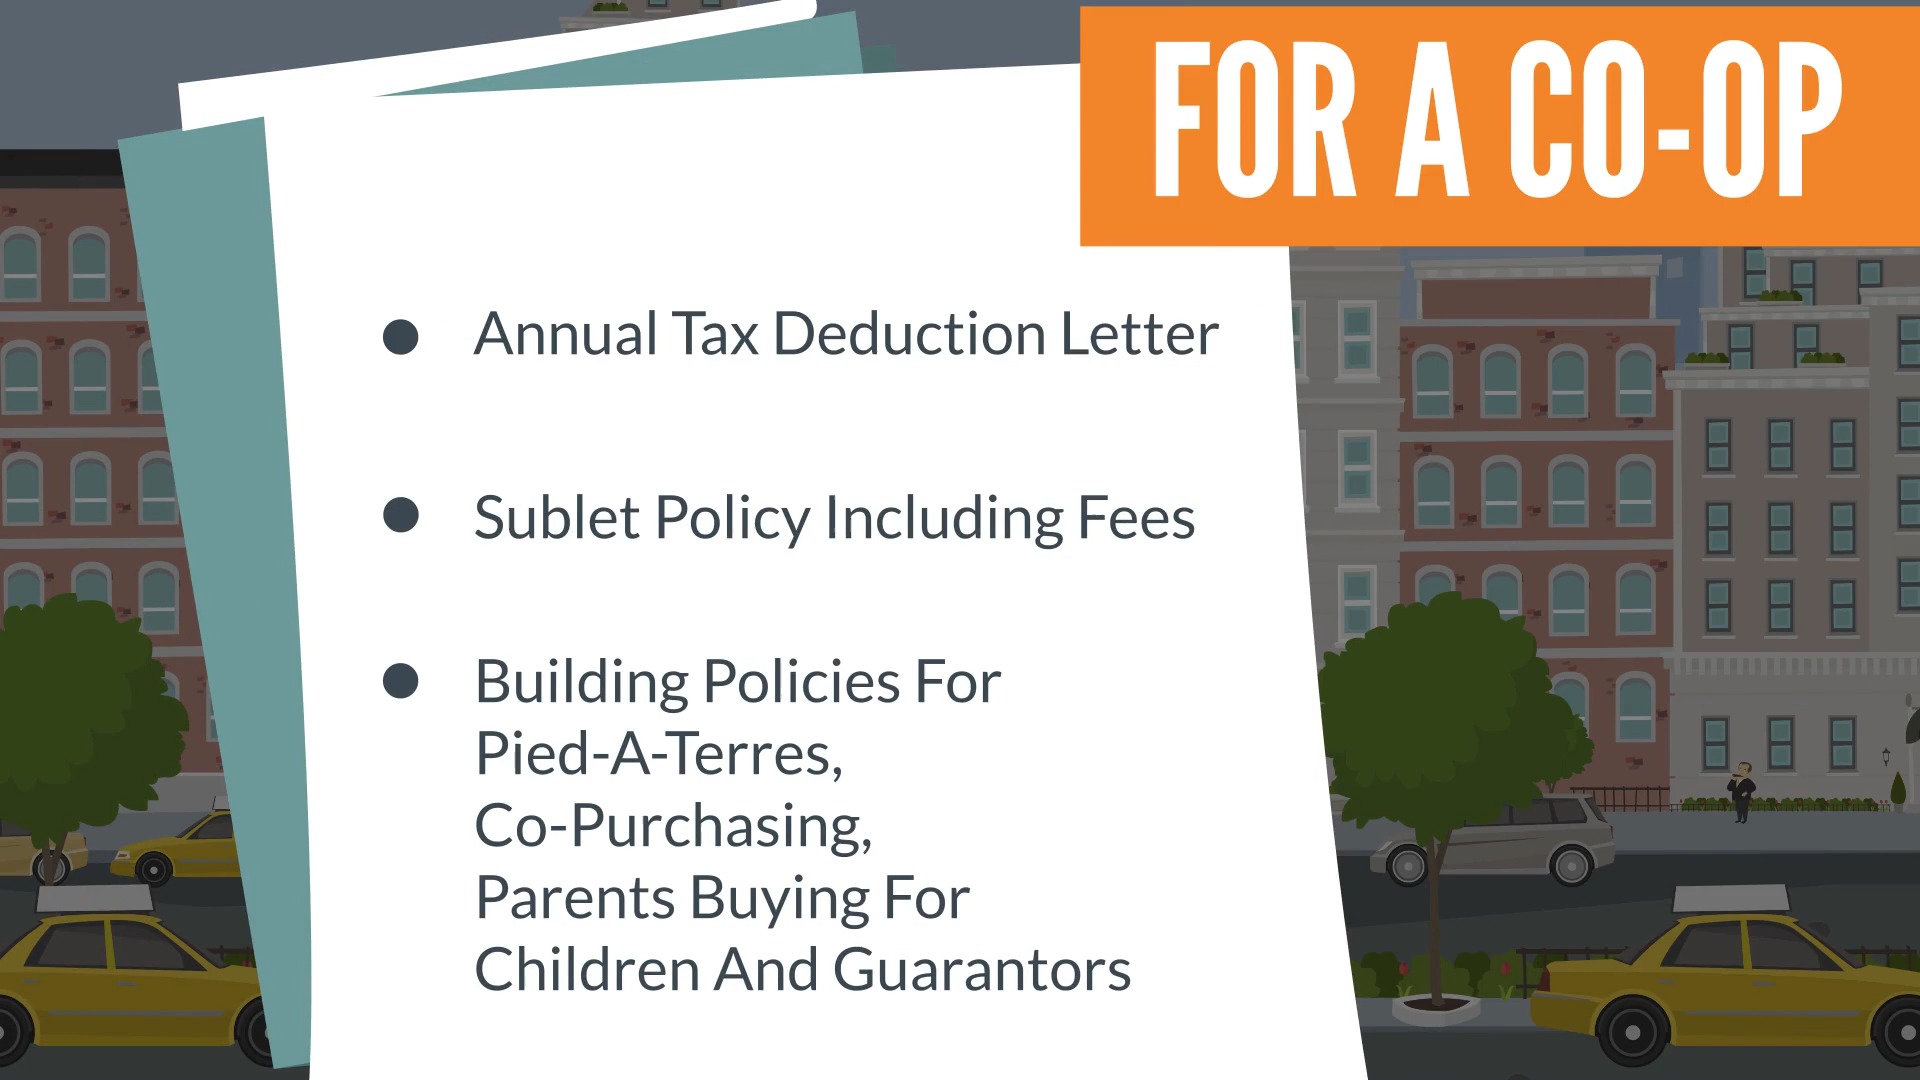 FOR A CO-OP
Annual Tax Deduction Letter
Sublet Policy Including Fees
Building Policies For
Pied-A-Terres,
Co-Purchasing,
Parents Buying For
Children And Guarantors